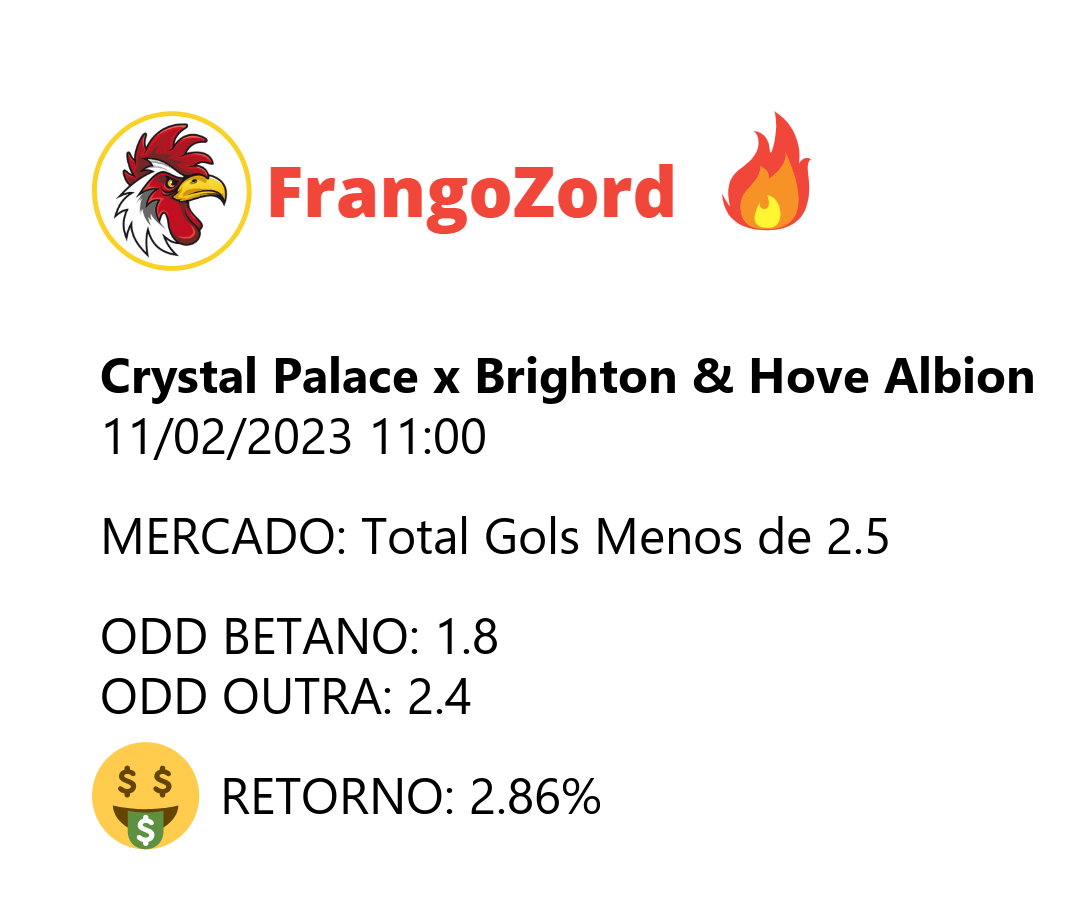 FrangoZord
Crystal Palace x Brighton & Hove Albion
11/02/2023 11:00
MERCADO: Total Gols Menos de 2.5
ODD BETANO: 1.8
ODD OUTRA: 2.4
$ $
$
RETORNO: 2.86%